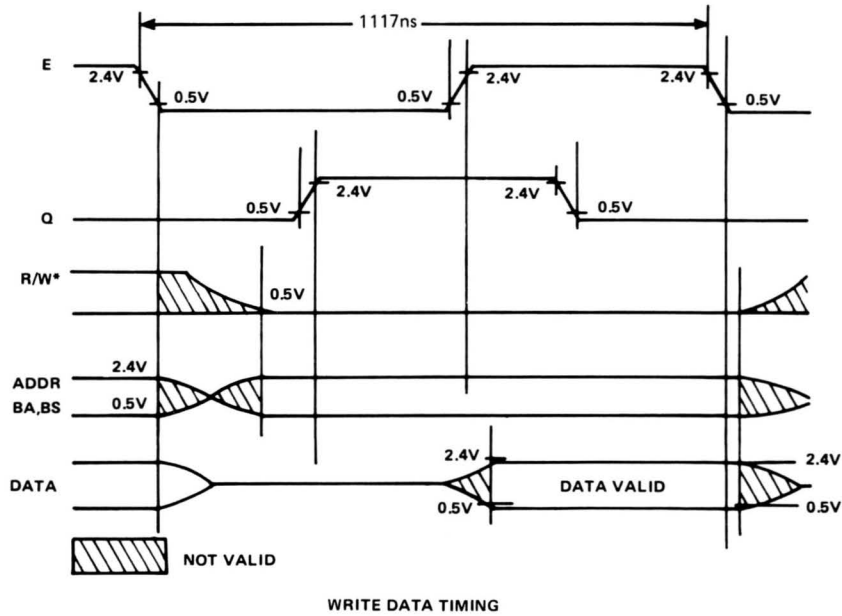 1117ns
E
2.4V
0.5V
0.5V
2.4V
2.4V
0.5V
Q
0.5V
2.4V
2.4V
0.5V
R/W*
0.5V
ADDR
2.4V
BA,BS
0.5V
DATA
2.4V
DATA VALID
2.4V
0.5V
0.5V
NOT VALID
WRITE DATA TIMING